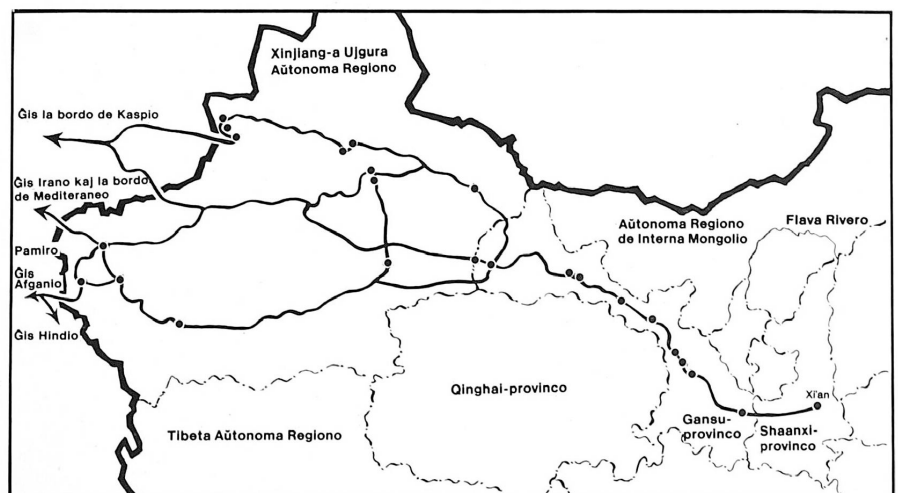 Xinjiang-a Ujgura
Aŭtonoma Regiono
Ĝis la bordo de Kaspio
Ĝis Irano kaj la bordo
de Mediteraneo
Pamiro
Ĝis
Afganio
Ĝis Hindio
Aŭtonoma Regiono
de Interna Mongolio
Flava Rivero
Qinghai-provinco
Tibeta Aŭtonoma Regiono
Gansu-
provinco
Xi'an
Shaanxi-
provinco